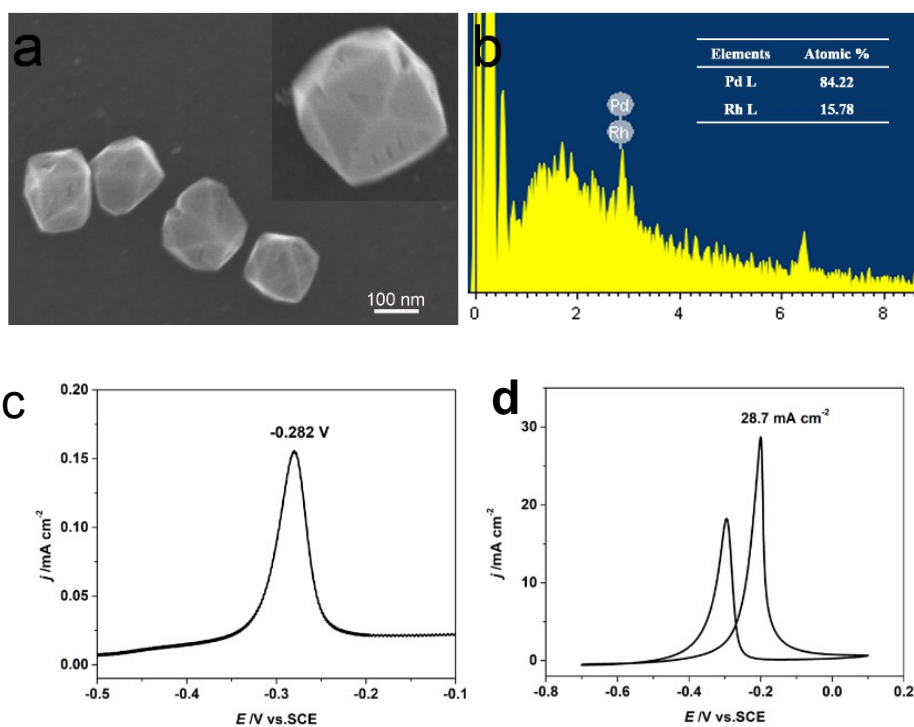 a
100 nm
b
Elements Atomic %
Pd L 84.22
Rh L 15.78
Pd
Rh
0 2 4 6 8
c
0.20
0.15
0.10
0.05
0.00
j /mA cm-2
-0.282 V
-0.5 -0.4 -0.3 -0.2 -0.1
E /V vs.SCE
d
30
20
10
0
j /mA cm-2
28.7 mA cm-2
-0.8 -0.6 -0.4 -0.2 0.0 0.2
E /V vs.SCE